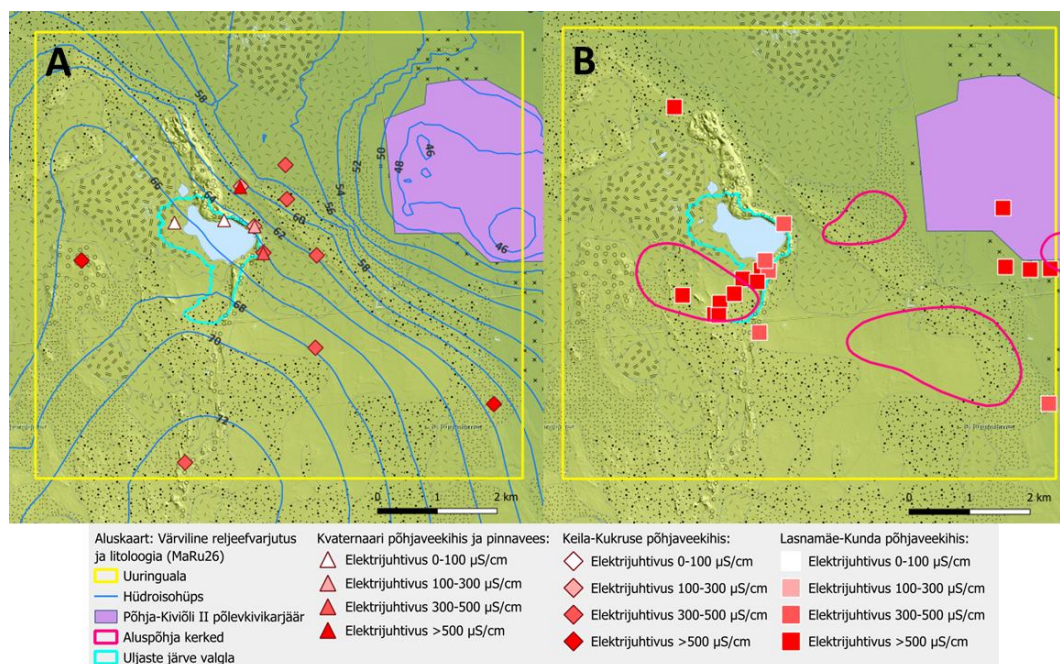 A
B
58
66
64
60
62
56
54
52
50
48
46
46
58
68
70
72
0 2 km
0 2 km
Aluskaart: Värviline reljeefvarjutus
ja litoloogia (MaRu26)
Uuringuala
Hüdroisohüps
Põhja-Kiviõli II põlevkivikarjäär
Aluspõhja kerked
Uljaste järve valgla
Kvaternaari põhjaveekihis ja pinnavees:
Elektrijuhtivus 0-100 µS/cm
Elektrijuhtivus 100-300 µS/cm
Elektrijuhtivus 300-500 µS/cm
Elektrijuhtivus >500 µS/cm
Keila-Kukruse põhjaveekihis:
Elektrijuhtivus 0-100 µS/cm
Elektrijuhtivus 100-300 µS/cm
Elektrijuhtivus 300-500 µS/cm
Elektrijuhtivus >500 µS/cm
Lasnamäe-Kunda põhjaveekihis:
Elektrijuhtivus 0-100 µS/cm
Elektrijuhtivus 100-300 µS/cm
Elektrijuhtivus 300-500 µS/cm
Elektrijuhtivus >500 µS/cm